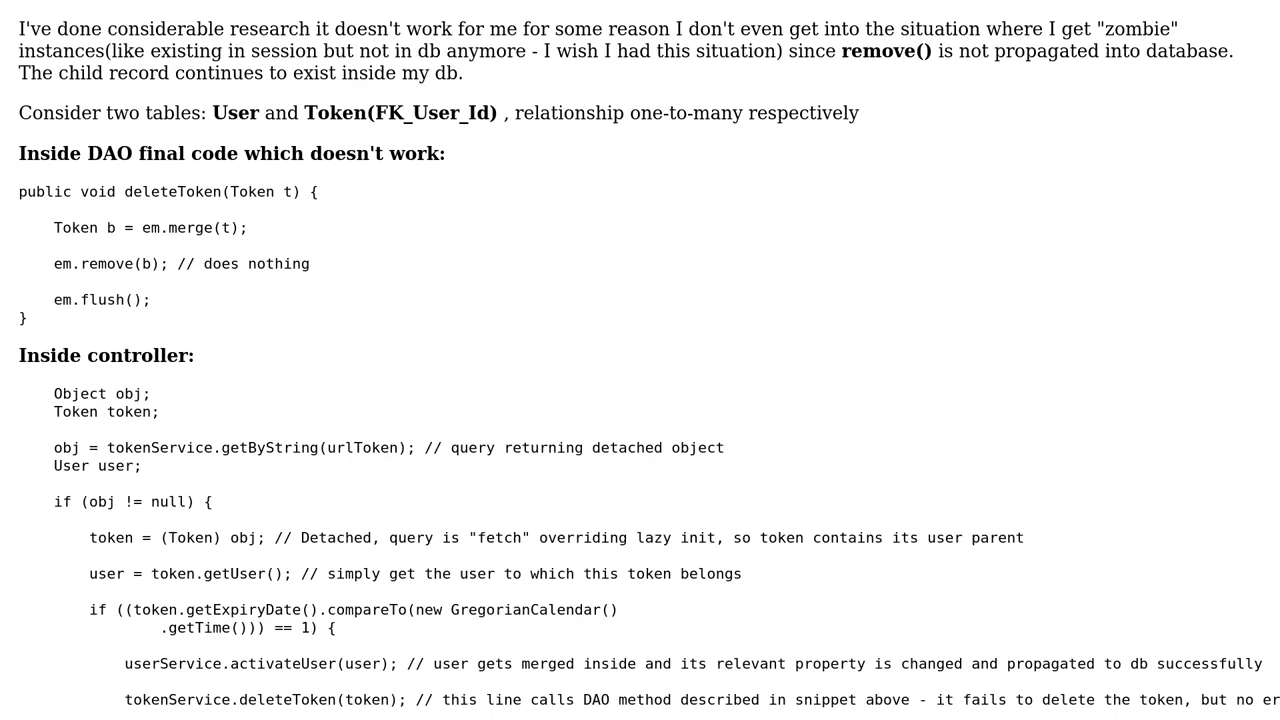 I've done considerable research it doesn't work for me for some reason I don't even get into the situation where I get "zombie"
instances(like existing in session but not in db anymore - I wish I had this situation) since remove() is not propagated into database.
The child record continues to exist inside my db.
Consider two tables: User and Token(FK_User_Id) , relationship one-to-many respectively
Inside DAO final code which doesn't work:
public void deleteToken(Token t) {
    Token b = em.merge(t);
    em.remove(b); // does nothing
    em.flush();
}
Inside controller:
    Object obj;
    Token token;
    obj = tokenService.getByString(urlToken); // query returning detached object
    User user;
    if (obj != null) {
        token = (Token) obj; // Detached, query is "fetch" overriding lazy init, so token contains its user parent
        user = token.getUser(); // simply get the user to which this token belongs
        if ((token.getExpiryDate().compareTo(new GregorianCalendar()
                .getTime())) == 1) {
            userService.activateUser(user); // user gets merged inside and its relevant property is changed and propagated to db successfully
            tokenService.deleteToken(token); // this line calls DAO method described in snippet above - it fails to delete the token, but no